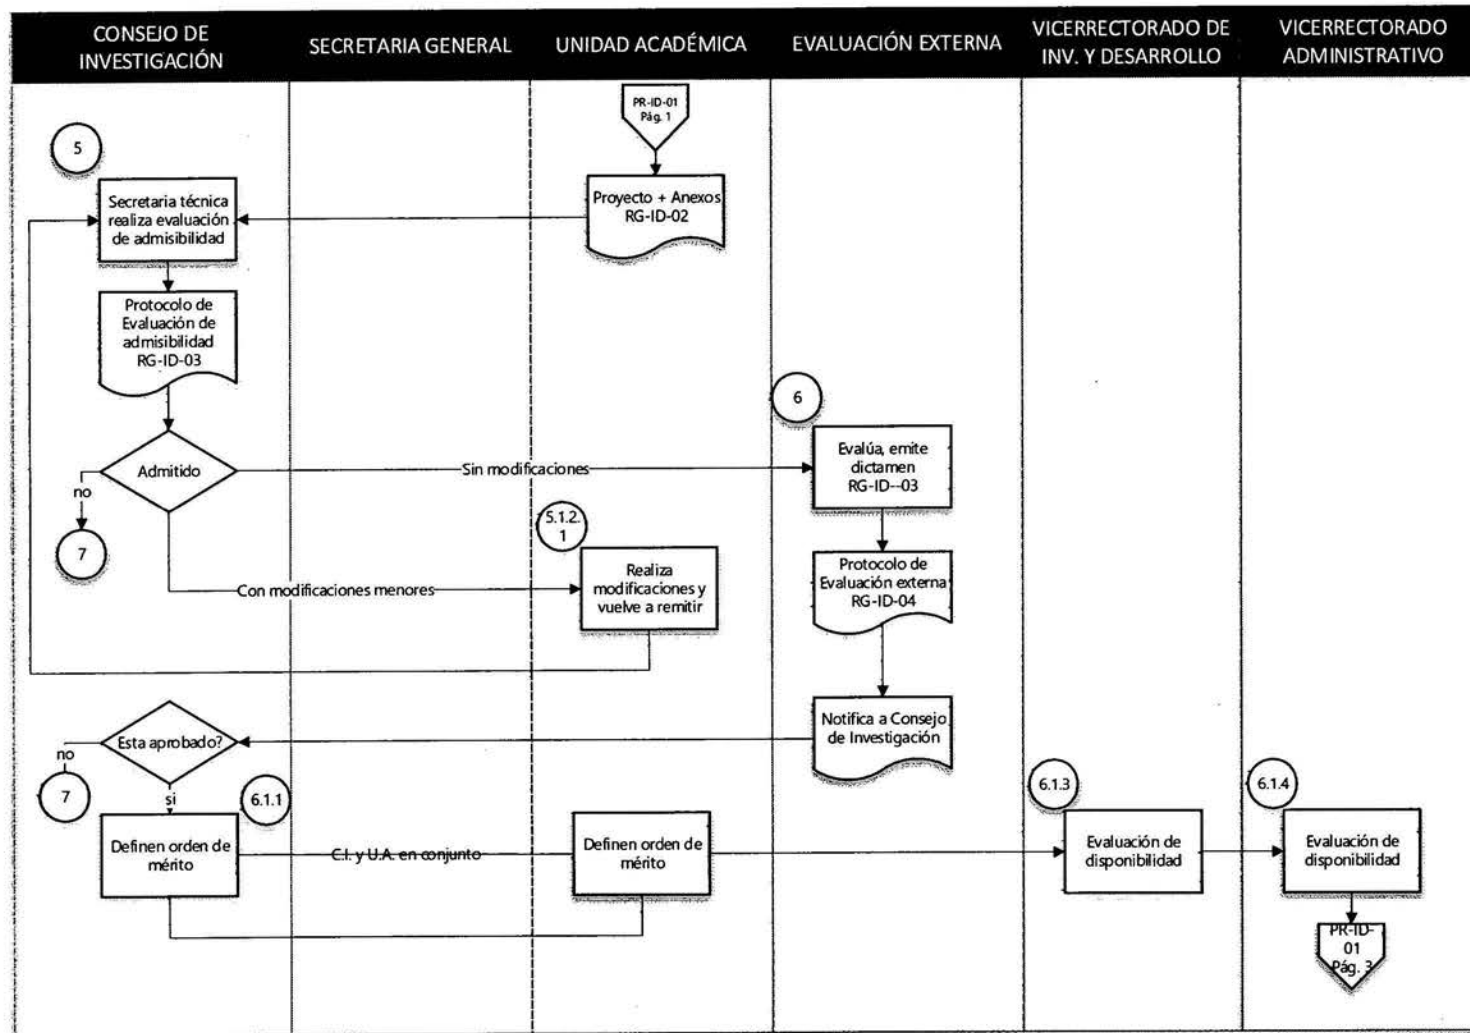 CONSEJO DE
INVESTIGACIÓN
SECRETARIA GENERAL
UNIDAD ACADÉMICA
EVALUACIÓN EXTERNA
VICERRECTORADO DE
INV. Y DESARROLLO
VICERRECTORADO
ADMINISTRATIVO
PR-ID-01
Pág. 1
5
Secretaria técnica
realiza evaluación
de admisibilidad
Proyecto + Anexos
RG-ID-02
Protocolo de
Evaluación de
admisibilidad
RG-ID-03
6
Admitido
Sin modificaciones
Evalúa, emite
dictamen
RG-ID--03
no
7
5.1.2.
1
Con modificaciones menores
Realiza
modificaciones y
vuelve a remitir
Protocolo de
Evaluación externa
RG-ID-04
Esta aprobado?
Notifica a Consejo
de Investigación
no
7
si
6.1.1
6.1.3
6.1.4
Definen orden de
mérito
C.I. y U.A. en conjunto
Definen orden de
mérito
Evaluación de
disponibilidad
Evaluación de
disponibilidad
PR-ID-
01
Pág. 3